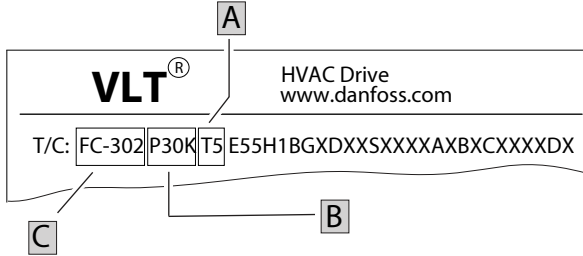 A
VLT® HVAC Drive
www.danfoss.com
T/C: FC-302 P30K T5 E55H1BGXDXXSXXXXAXBXCXXXXDX
B
C